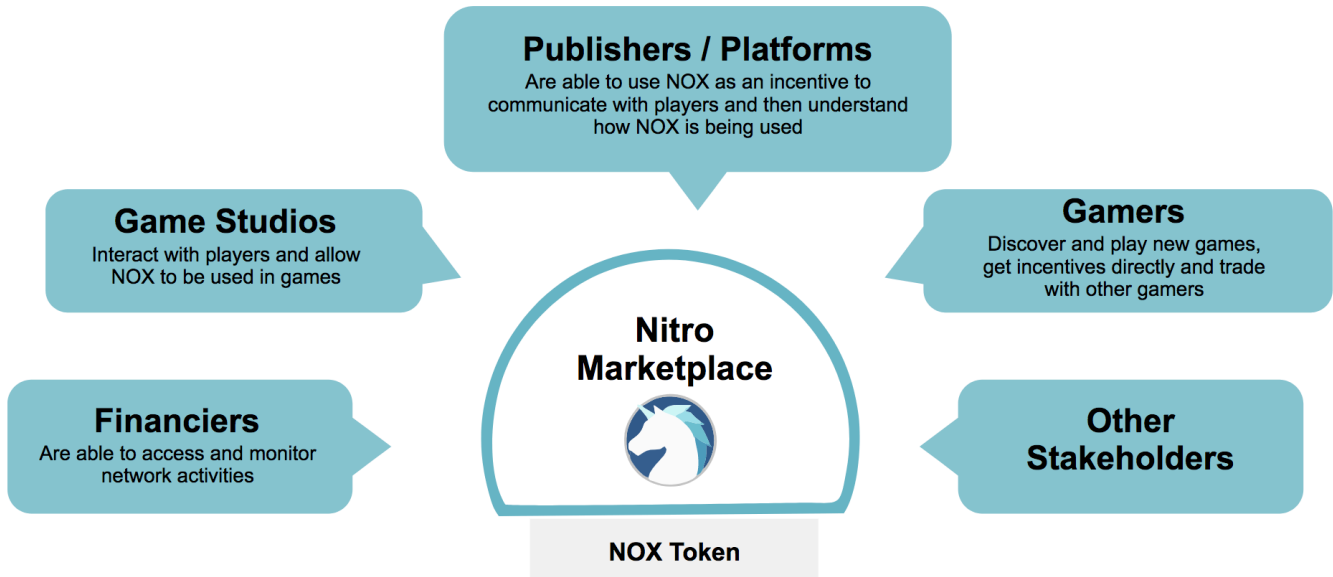 Publishers / Platforms
Are able to use NOX as an incentive to
communicate with players and then understand
how NOX is being used
Game Studios
Interact with players and allow
NOX to be used in games
Gamers
Discover and play new games,
get incentives directly and trade
with other gamers
Nitro
Marketplace
Financiers
Are able to access and monitor
network activities
Other
Stakeholders
NOX Token